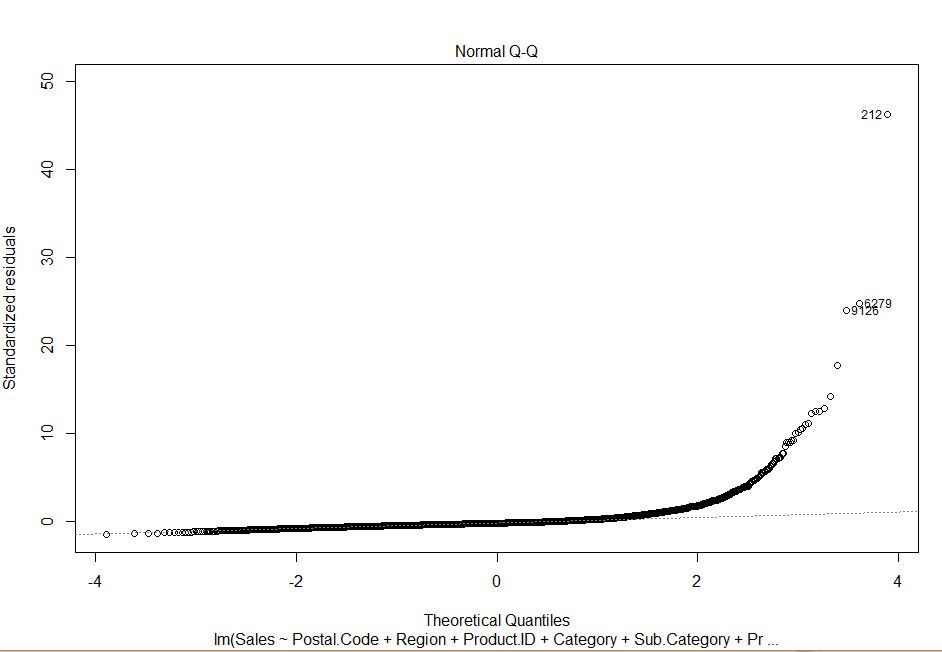 Normal Q-Q
50
40
30
20
10
0
Standardized residuals
212
6279
9126
-4 -2 0 2 4
Theoretical Quantiles
lm(Sales ~ Postal.Code + Region + Product.ID + Category + Sub.Category + Pr ...